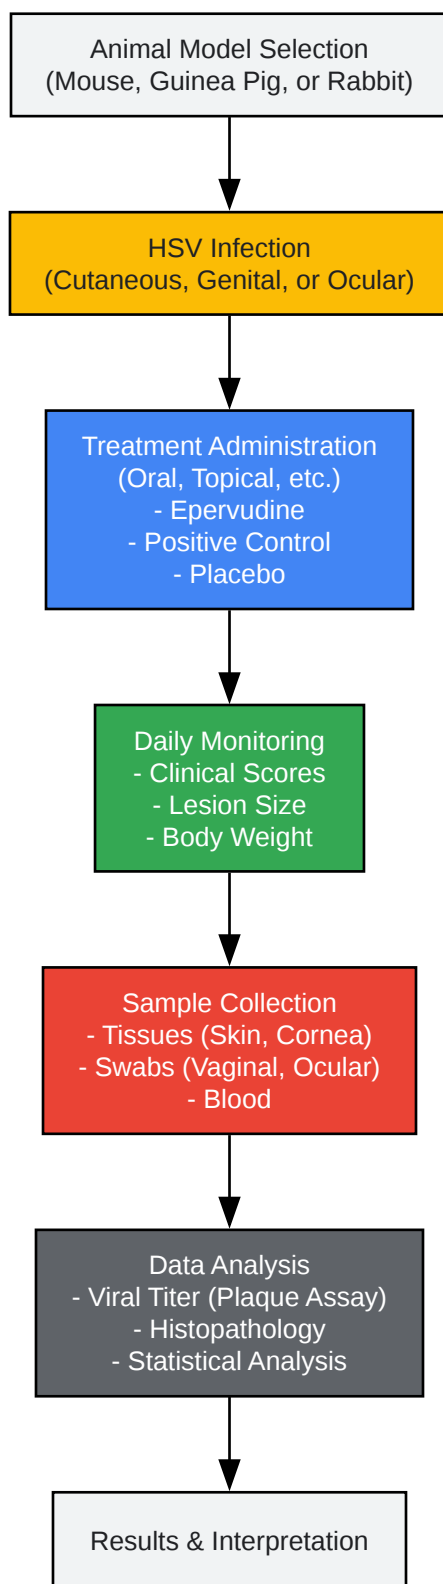 Animal Model Selection
(Mouse, Guinea Pig, or Rabbit)
HSV Infection
(Cutaneous, Genital, or Ocular)
Treatment Administration
(Oral, Topical, etc.)
- Epervudine
- Positive Control
- Placebo
Daily Monitoring
- Clinical Scores
- Lesion Size
- Body Weight
Sample Collection
- Tissues (Skin, Cornea)
- Swabs (Vaginal, Ocular)
- Blood
Data Analysis
- Viral Titer (Plaque Assay)
- Histopathology
- Statistical Analysis
Results & Interpretation